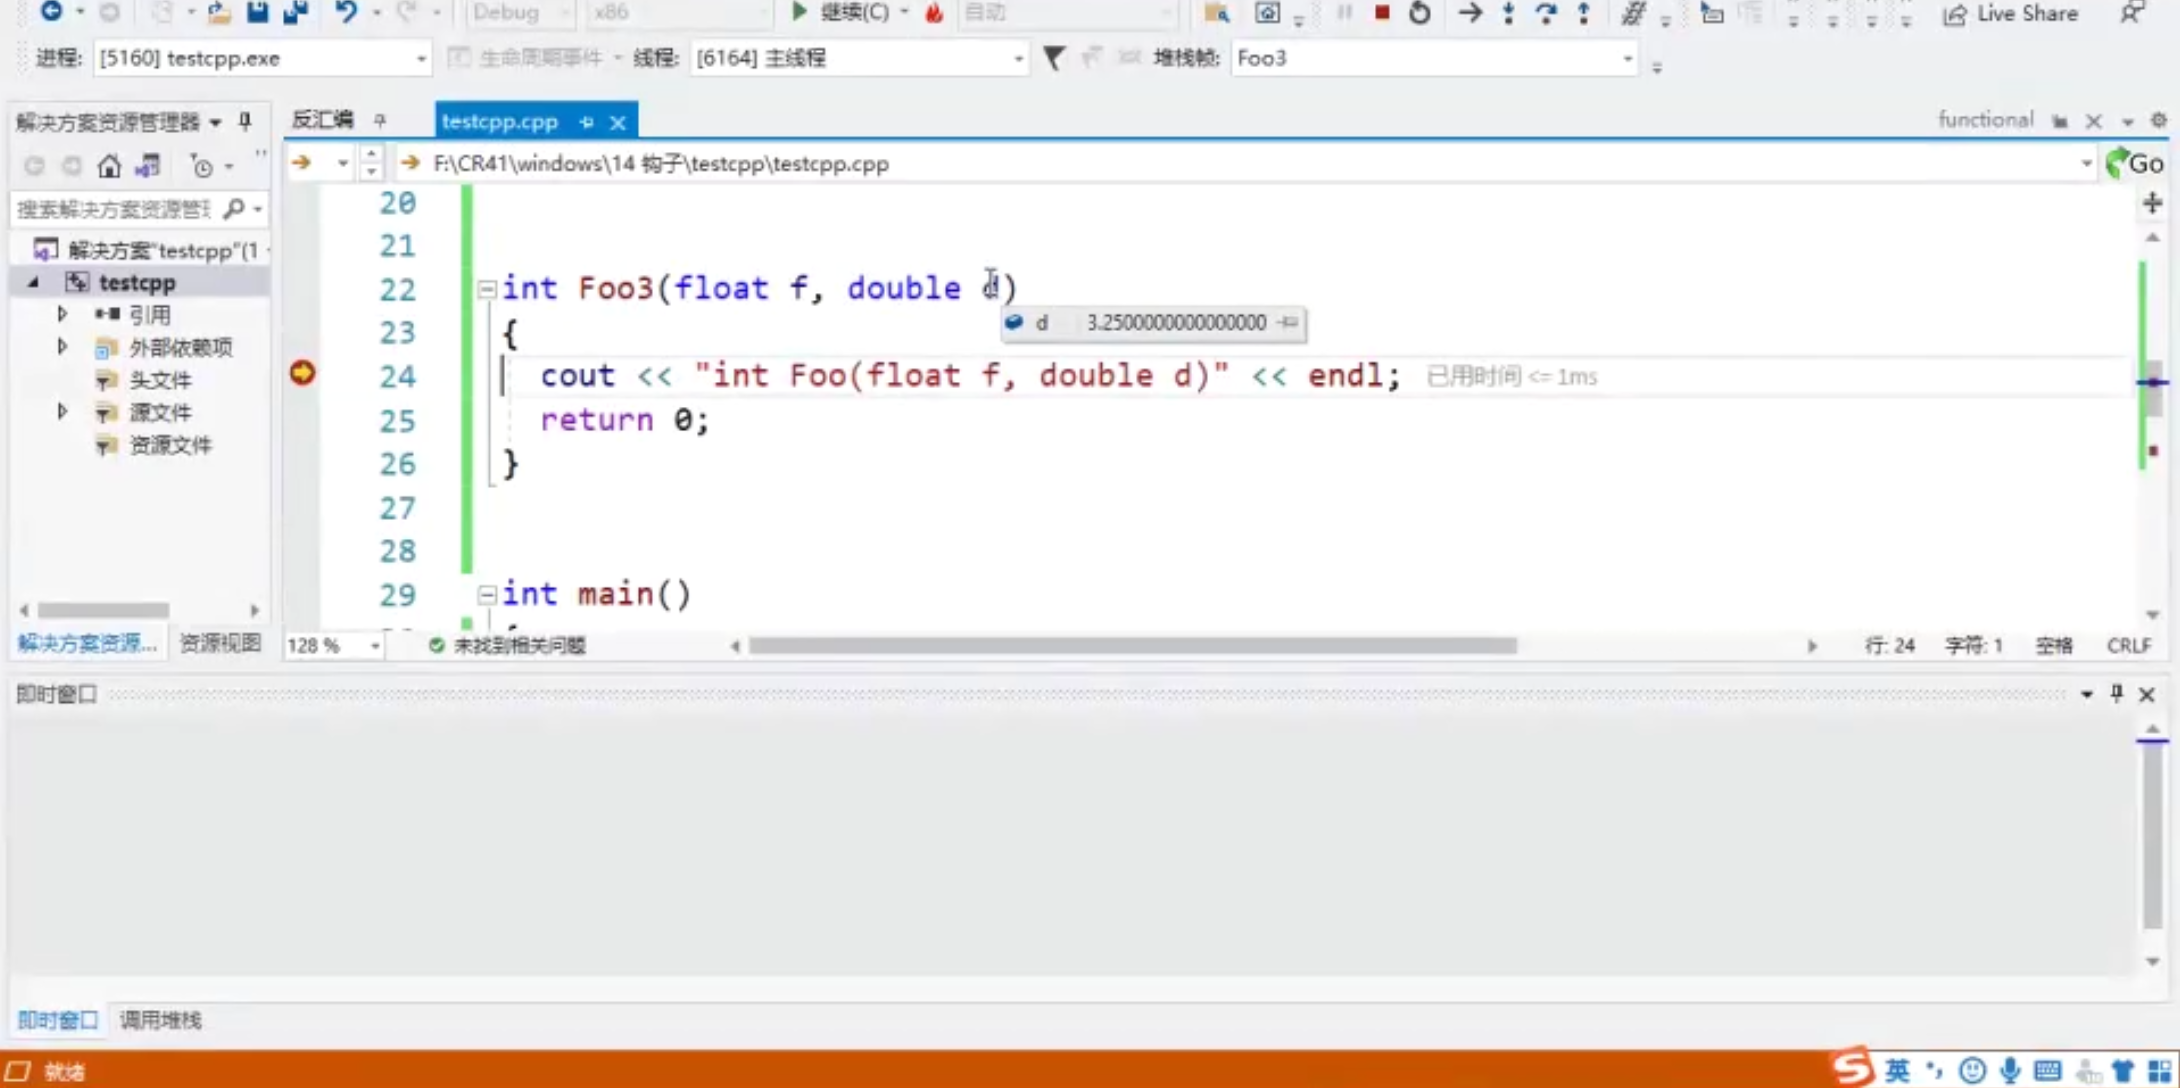 Debug x86 继续(C) 自动 Live Share
进程: [5160] testcpp.exe 生命周期事件 线程: [6164] 主线程 堆栈帧: Foo3
解决方案资源管理器 反汇编 testcpp.cpp functional
F:\CR41\windows\14 钩子\testcpp\testcpp.cpp Go
搜索解决方案资源管
解决方案"testcpp"(1
testcpp
引用
外部依赖项
头文件
源文件
资源文件
20
21
22 int Foo3(float f, double d)
23 {
d 3.2500000000000000
24 cout << "int Foo(float f, double d)" << endl; 已用时间 <= 1ms
25 return 0;
26 }
27
28
29 int main()
解决方案资源... 资源视图 128 % 未找到相关问题 行: 24 字符: 1 空格 CRLF
即时窗口
即时窗口 调用堆栈
就绪 英